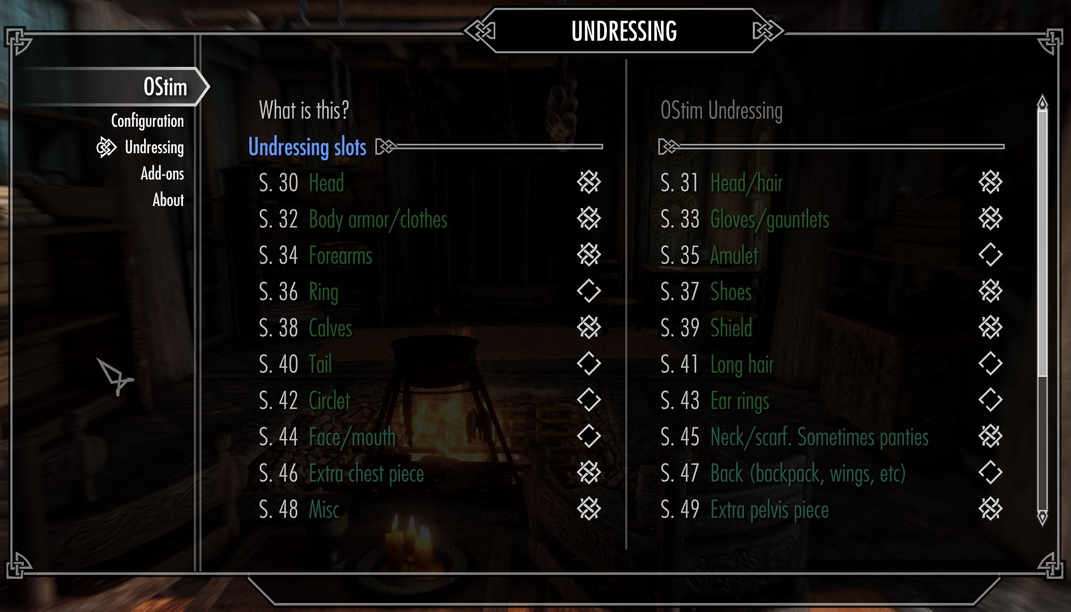 UNDRESSING
OStim
Configuration
Undressing
Add-ons
About
What is this?
OStim Undressing
Undressing slots
S. 30 Head
S. 31 Head/hair
S. 32 Body armor/clothes
S. 33 Gloves/gauntlets
S. 34 Forearms
S. 35 Amulet
S. 36 Ring
S. 37 Shoes
S. 38 Calves
S. 39 Shield
S. 40 Tail
S. 41 Long hair
S. 42 Circlet
S. 43 Ear rings
S. 44 Face/mouth
S. 45 Neck/scarf. Sometimes panties
S. 46 Extra chest piece
S. 47 Back (backpack, wings, etc)
S. 48 Misc
S. 49 Extra pelvis piece